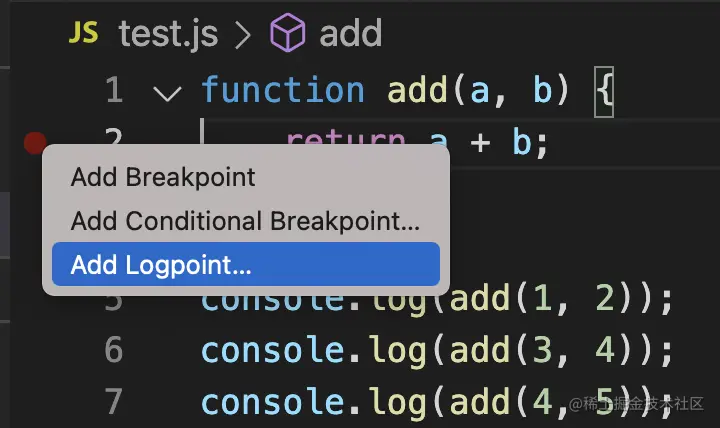 JS test.js > add
1 function add(a, b) {
2 return a + b;
Add Breakpoint
Add Conditional Breakpoint...
Add Logpoint...
5 console.log(add(1, 2));
6 console.log(add(3, 4));
7 console.log(add(4, 5));
@稀土掘金技术社区